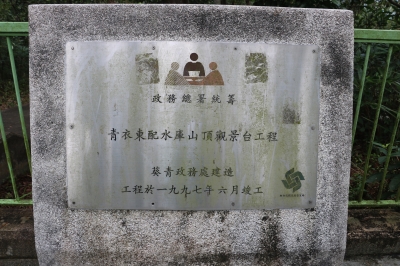 政務總署統籌
青衣東配水庫山頂觀景台工程
葵青政務處建造
工程於一九九七年六月竣工